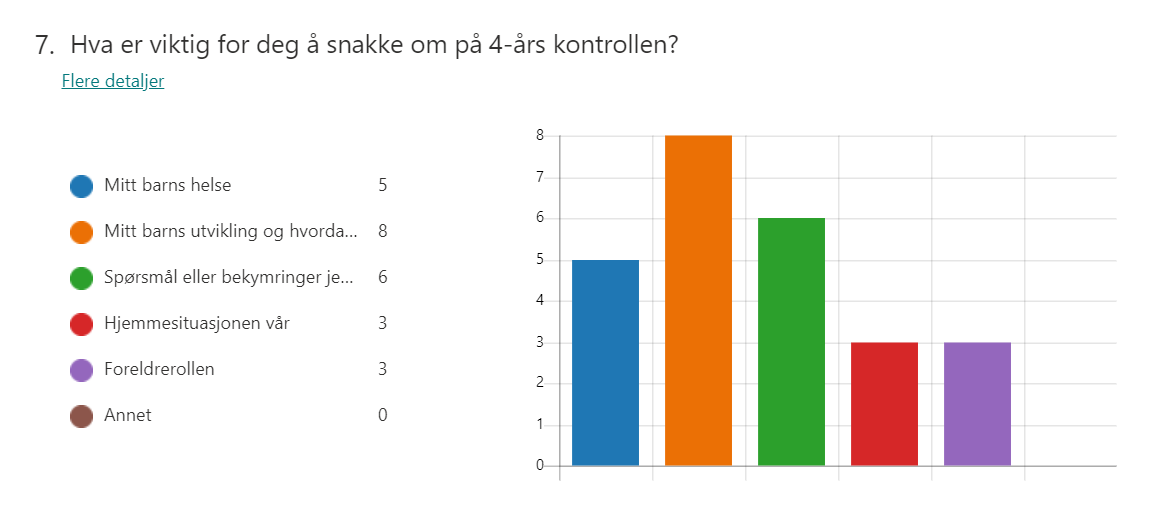 7. Hva er viktig for deg å snakke om på 4-års kontrollen?
Flere detaljer
Mitt barns helse 5
Mitt barns utvikling og hvorda... 8
Spørsmål eller bekymringer je... 6
Hjemmesituasjonen vår 3
Foreldrerollen 3
Annet 0
8
7
6
5
4
3
2
1
0